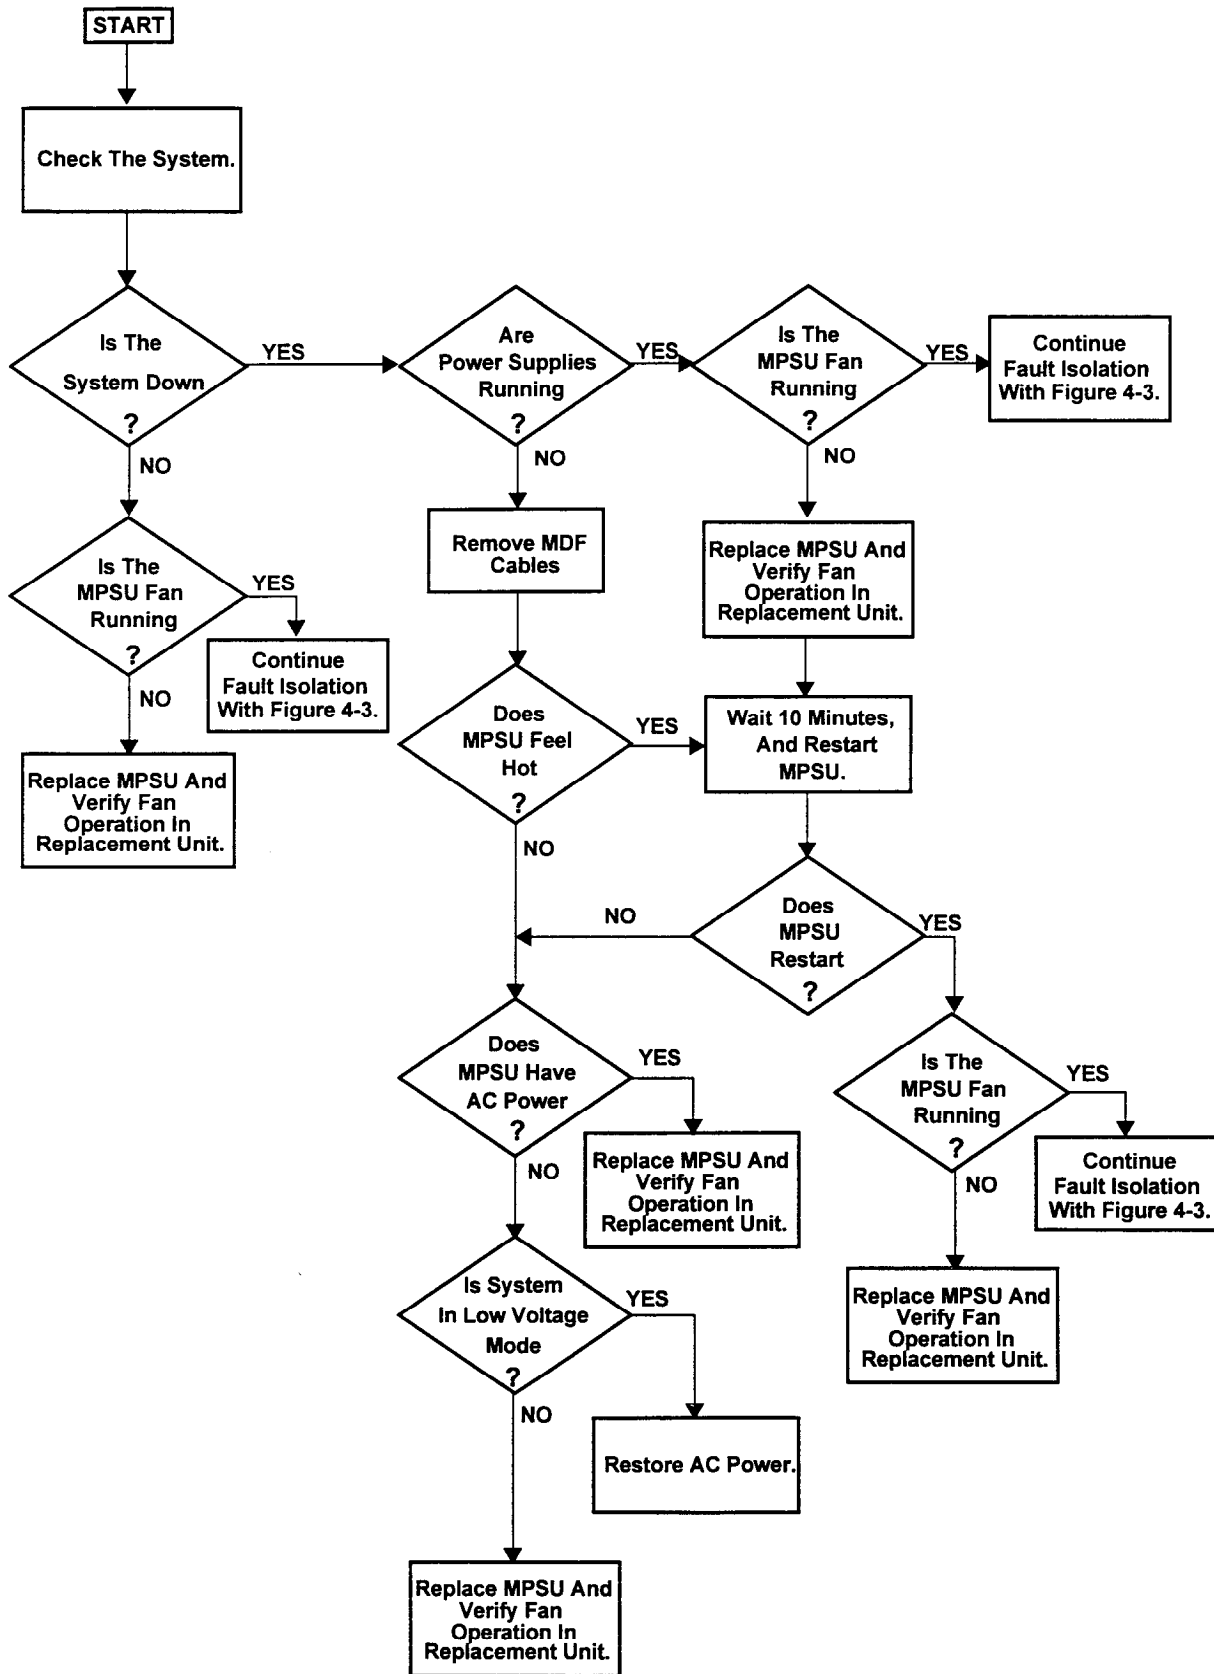 START
Check The System.
Is The
System Down
?
YES
NO
Are
Power Supplies
Running
?
YES
NO
Is The
MPSU Fan
Running
?
YES
NO
Continue
Fault Isolation
With Figure 4-3.
Is The
MPSU Fan
Running
?
YES
NO
Continue
Fault Isolation
With Figure 4-3.
Replace MPSU And
Verify Fan
Operation In
Replacement Unit.
Remove MDF
Cables
Replace MPSU And
Verify Fan
Operation In
Replacement Unit.
Does
MPSU Feel
Hot
?
YES
NO
Wait 10 Minutes,
And Restart
MPSU.
Does
MPSU
Restart
?
NO
YES
Does
MPSU Have
AC Power
?
YES
NO
Replace MPSU And
Verify Fan
Operation In
Replacement Unit.
Is The
MPSU Fan
Running
?
YES
NO
Continue
Fault Isolation
With Figure 4-3.
Replace MPSU And
Verify Fan
Operation In
Replacement Unit.
Is System
In Low Voltage
Mode
?
YES
NO
Restore AC Power.
Replace MPSU And
Verify Fan
Operation In
Replacement Unit.